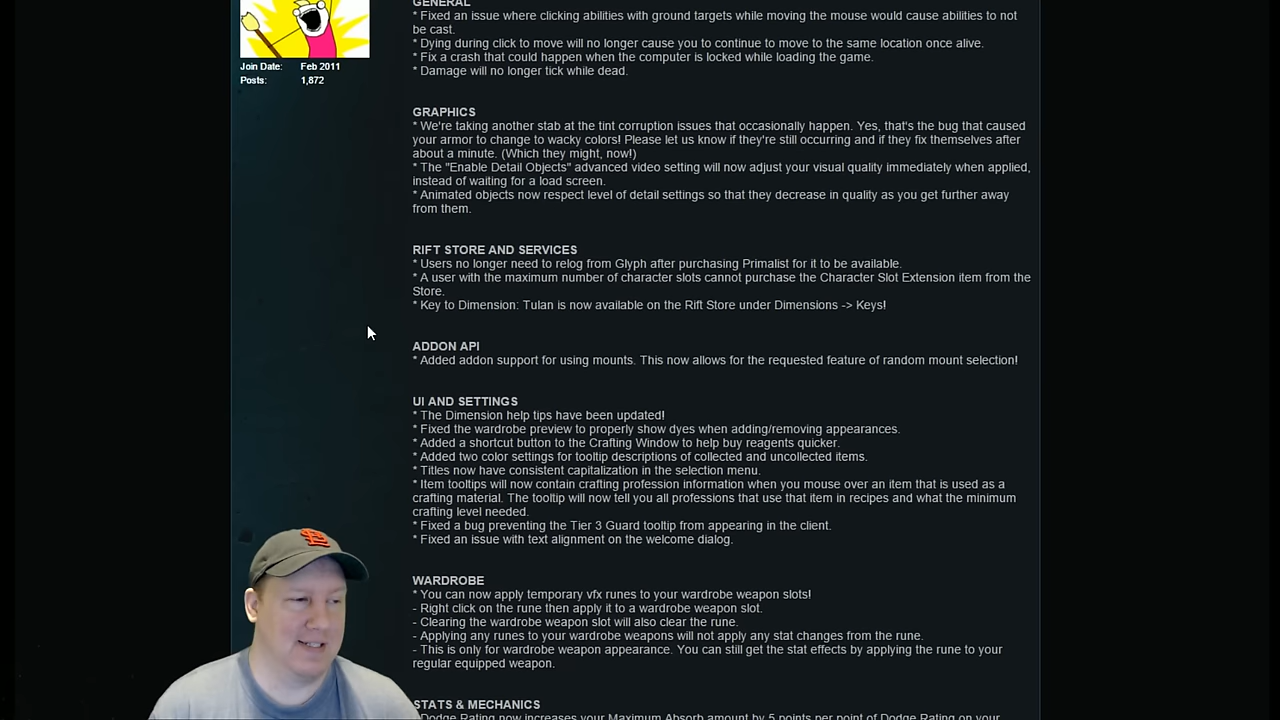 GENERAL
* Fixed an issue where clicking abilities with ground targets while moving the mouse would cause abilities to not
be cast.
* Dying during click to move will no longer cause you to continue to move to the same location once alive.
* Fix a crash that could happen when the computer is locked while loading the game.
* Damage will no longer tick while dead.
Join Date: Feb 2011
Posts: 1,872
GRAPHICS
* We're taking another stab at the tint corruption issues that occasionally happen. Yes, that's the bug that caused
your armor to change to wacky colors! Please let us know if they're still occurring and if they fix themselves after
about a minute. (Which they might, now!)
* The "Enable Detail Objects" advanced video setting will now adjust your visual quality immediately when applied,
instead of waiting for a load screen.
* Animated objects now respect level of detail settings so that they decrease in quality as you get further away
from them.
RIFT STORE AND SERVICES
* Users no longer need to relog from Glyph after purchasing Primalist for it to be available.
* A user with the maximum number of character slots cannot purchase the Character Slot Extension item from the
Store.
* Key to Dimension: Tulan is now available on the Rift Store under Dimensions -> Keys!
ADDON API
* Added addon support for using mounts. This now allows for the requested feature of random mount selection!
UI AND SETTINGS
* The Dimension help tips have been updated!
* Fixed the wardrobe preview to properly show dyes when adding/removing appearances.
* Added a shortcut button to the Crafting Window to help buy reagents quicker.
* Added two color settings for tooltip descriptions of collected and uncollected items.
* Titles now have consistent capitalization in the selection menu.
* Item tooltips will now contain crafting profession information when you mouse over an item that is used as a
crafting material. The tooltip will now tell you all professions that use that item in recipes and what the minimum
crafting level needed.
* Fixed a bug preventing the Tier 3 Guard tooltip from appearing in the client.
* Fixed an issue with text alignment on the welcome dialog.
WARDROBE
* You can now apply temporary vfx runes to your wardrobe weapon slots!
- Right click on the rune then apply it to a wardrobe weapon slot.
- Clearing the wardrobe weapon slot will also clear the rune.
- Applying any runes to your wardrobe weapons will not apply any stat changes from the rune.
- This is only for wardrobe weapon appearance. You can still get the stat effects by applying the rune to your
regular equipped weapon.
STATS & MECHANICS
Dodge Rating now increases your Maximum Absorb amount by 5 points per point of Dodge Rating on your